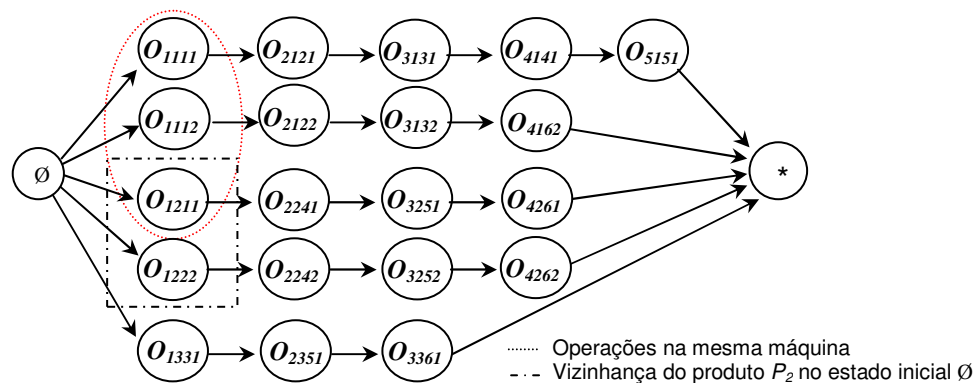 O1111 O2121 O3131 O4141 O5151
O1112 O2122 O3132 O4162
Ø *
O1211 O2241 O3251 O4261
O1222 O2242 O3252 O4262
O1331 O2351 O3361
Operações na mesma máquina
Vizinhança do produto P2 no estado inicial Ø